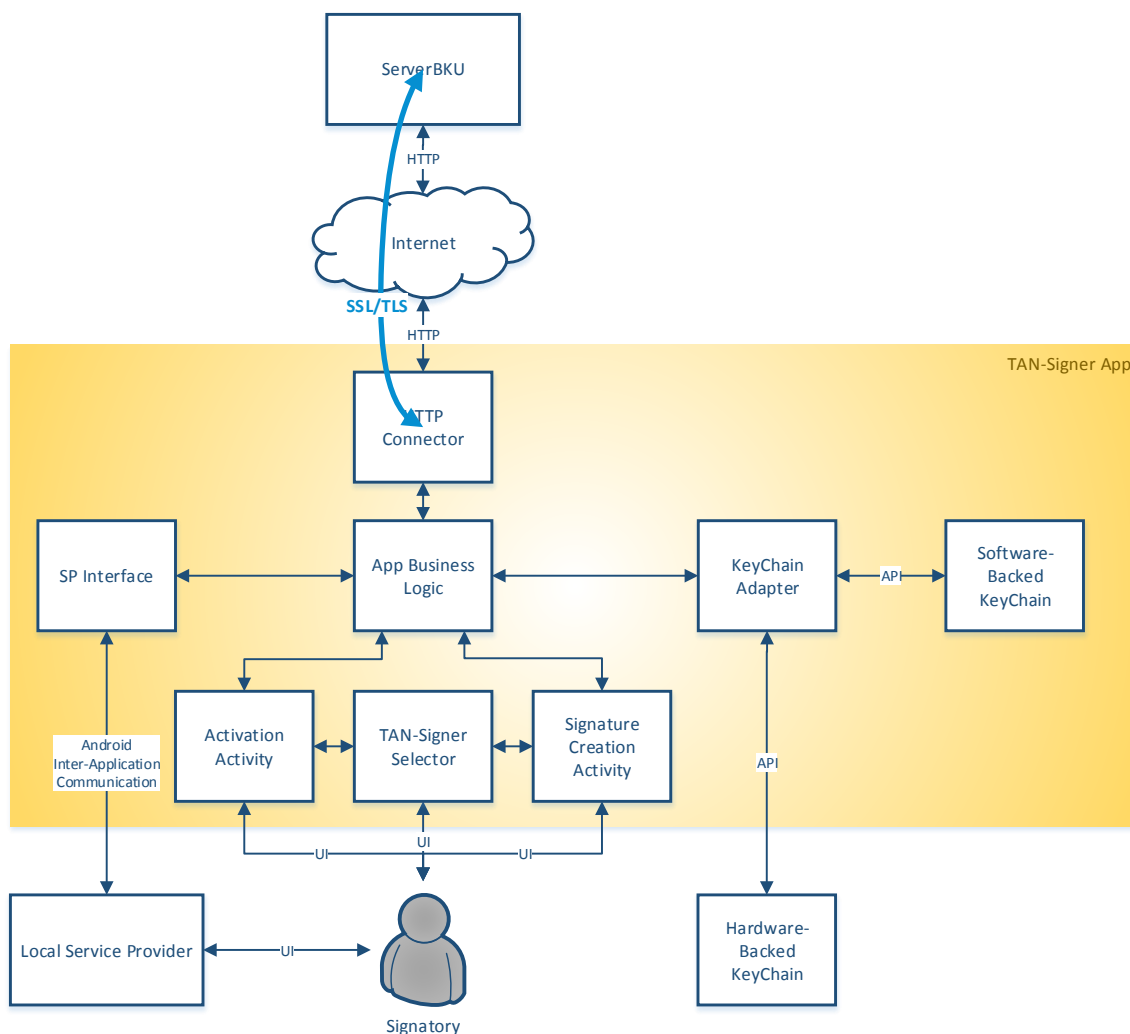 ServerBKU
HTTP
Internet
SSL/TLS
HTTP
TAN-Signer App
TTP
Connector
SP Interface
App Business
Logic
KeyChain
Adapter
API
Software-
Backed
KeyChain
Activation
Activity
TAN-Signer
Selector
Signature
Creation
Activity
Android
Inter-Application
Communication
API
UI
UI
UI
Local Service Provider
UI
Hardware-
Backed
KeyChain
Signatory